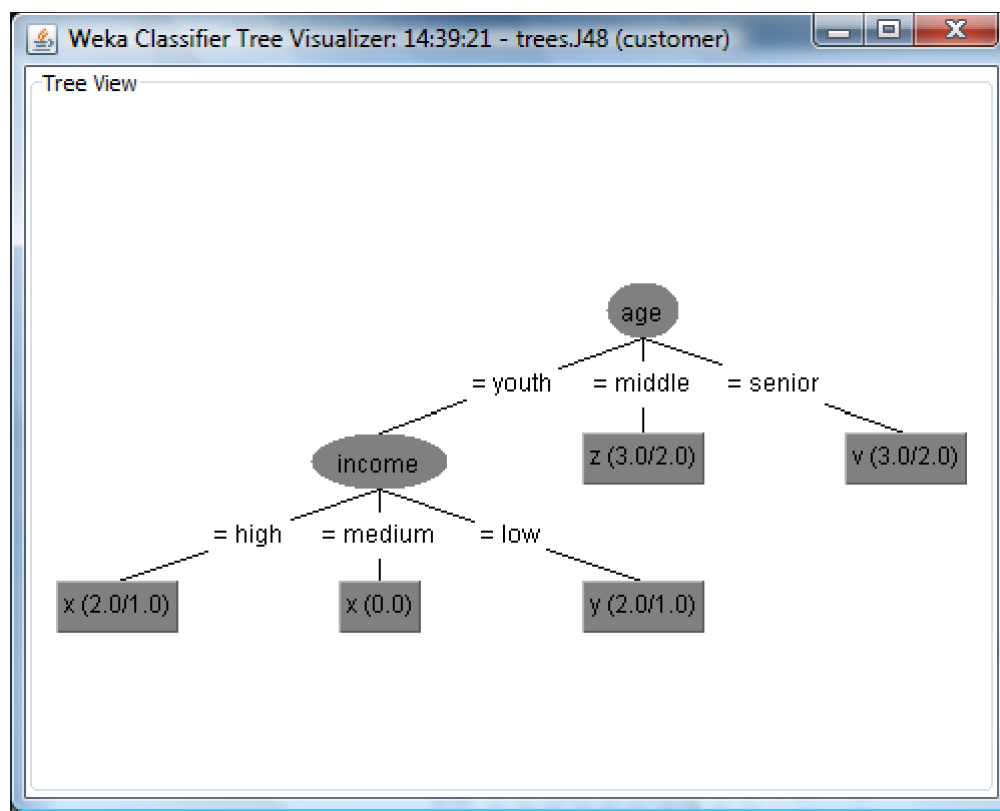 Weka Classifier Tree Visualizer: 14:39:21 - trees.J48 (customer)
Tree View
age
= youth = middle = senior
income z (3.0/2.0) v (3.0/2.0)
= high = medium = low
x (2.0/1.0) x (0.0) y (2.0/1.0)